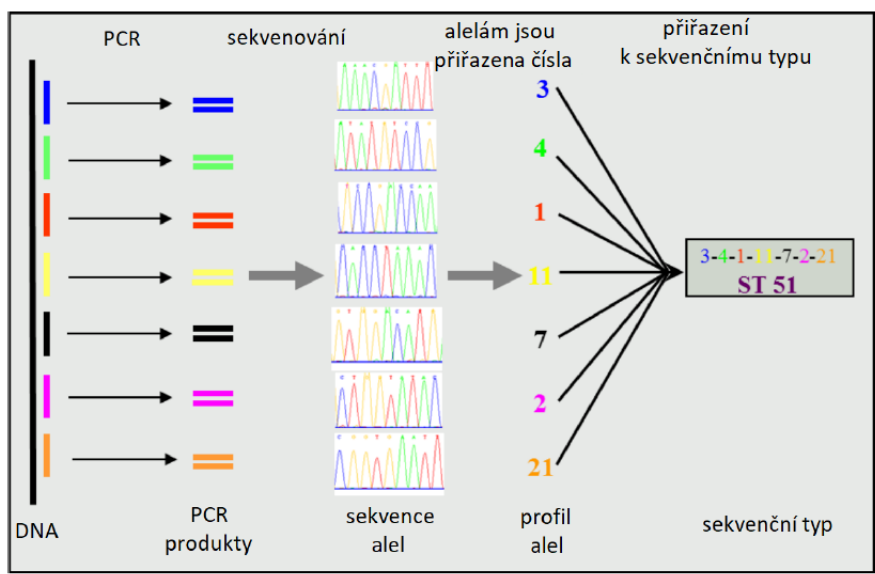 PCR
sekvenování
alelám jsou
přiřazena čísla
přiřazení
k sekvenčnímu typu
3
4
1
11
7
2
21
3-4-1-11-7-2-21
ST 51
DNA
PCR
produkty
sekvence
alel
profil
alel
sekvenční typ